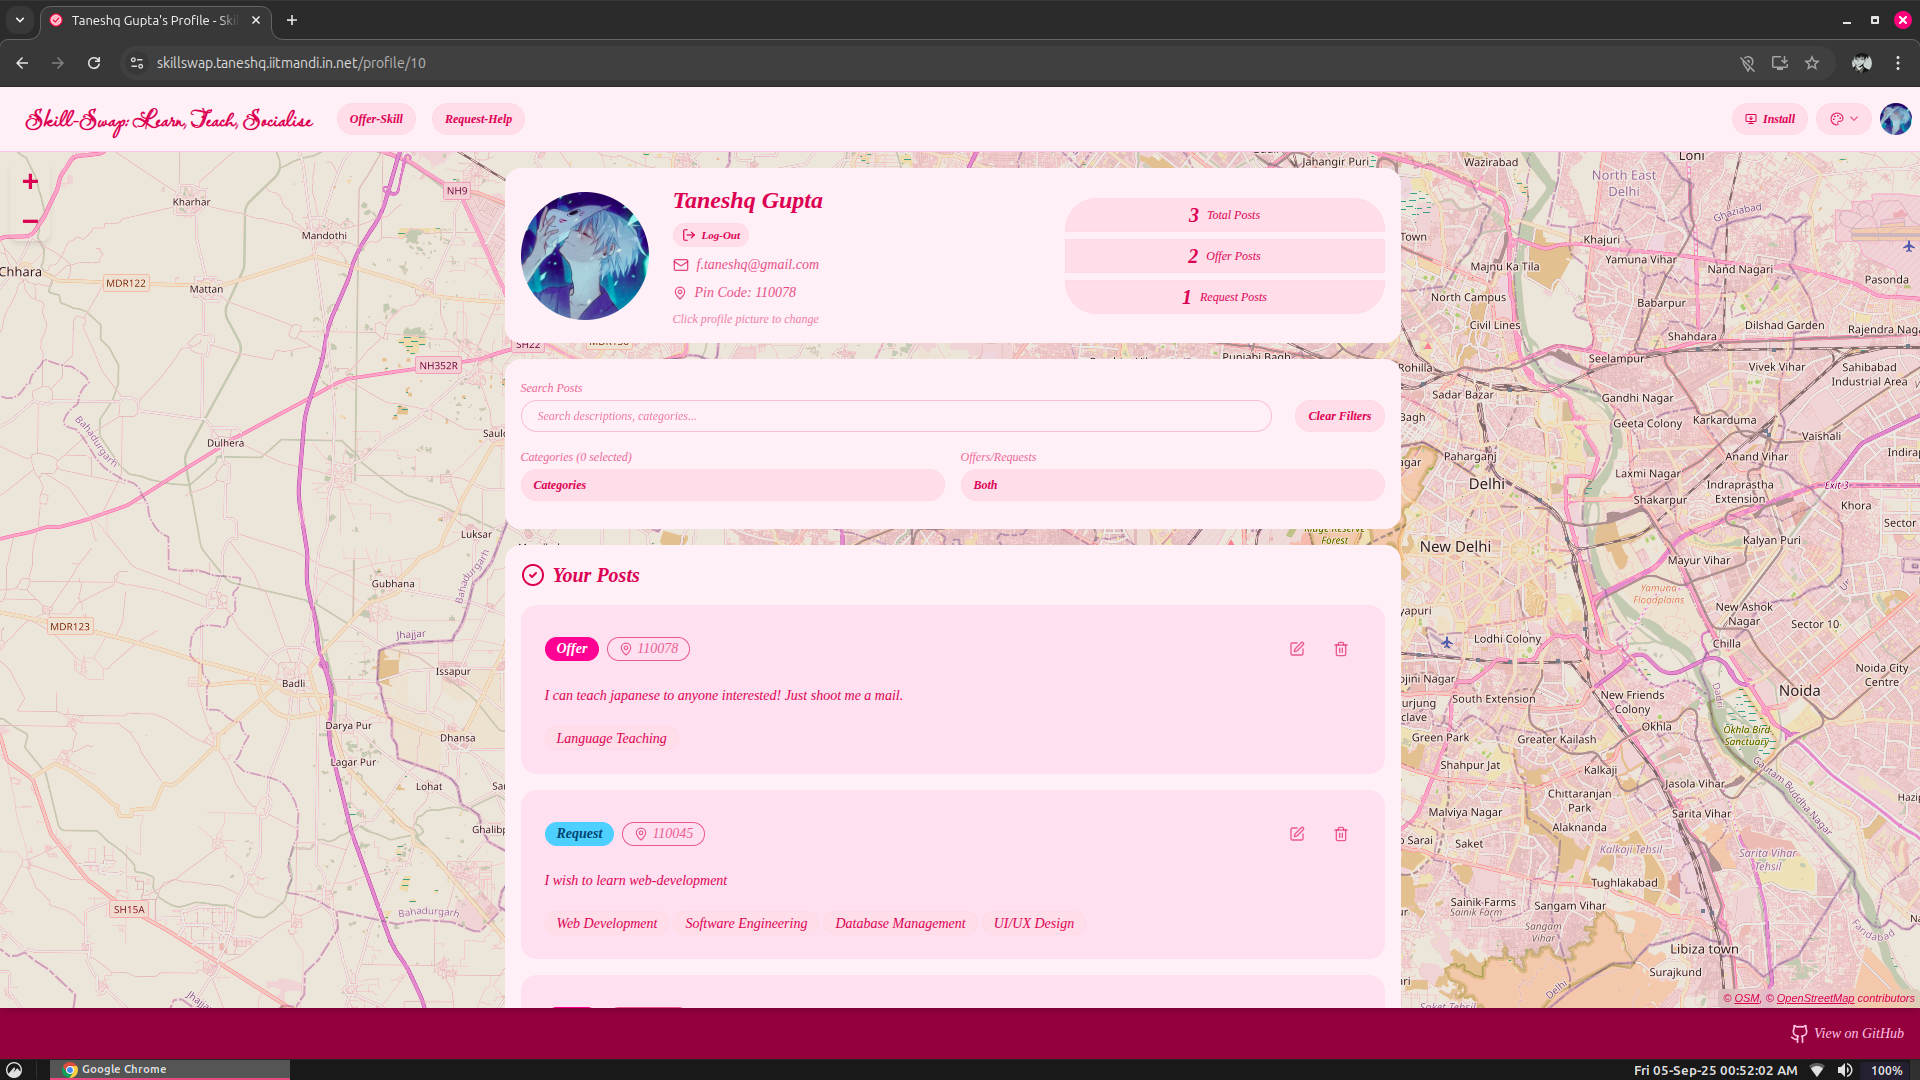 Taneshq Gupta's Profile - Ski
skillswap.taneshq.iitmandi.in.net/profile/10
Skill-Swap: Learn, Teach, Socialise
Offer-Skill
Request-Help
Install
Taneshq Gupta
Log-Out
f.taneshq@gmail.com
Pin Code: 110078
Click profile picture to change
3 Total Posts
2 Offer Posts
1 Request Posts
Search Posts
Search descriptions, categories...
Clear Filters
Categories (0 selected)
Offers/Requests
Categories
Both
Your Posts
Offer
110078
I can teach japanese to anyone interested! Just shoot me a mail.
Language Teaching
Request
110045
I wish to learn web-development
Web Development
Software Engineering
Database Management
UI/UX Design
NH9
Kharhar
Mandothi
Chhara
MDR122
Mattan
SH22
NH352R
Bahadurgarh
Dulhera
Luksar
Gubhana
Bahadurgarh
MDR123
Jhajjar
Issapur
Badli
Darya Pur
Dhansa
Lagar Pur
Lohat
SH15A
Bahadurgarh
Jahangir Puri
Wazirabad
Loni
North East
Delhi
Ghaziabad
Town
Khajuri
Yamuna Vihar
Majnu Ka Tila
Nand Nagari
Pasonda
North Campus
Babarpur
Civil Lines
Dilshad Garden
Shahdara
Rajendra Naga
Punjabi Bagh
Seelampur
Rohilla
Vivek Vihar
Sahibabad
Industrial Area
Sadar Bazar
Gandhi Nagar
Bagh
Geeta Colony
Karkarduma
Vaishali
Paharganj
Anand Vihar
Laxmi Nagar
Delhi
Indraprastha
Extension
Exit 3
Shakarpur
Khora
Sector
Forest
New Delhi
Kalyan Puri
Mayur Vihar
Yamuna
Floodplains
New Ashok
Nagar
Sector 10
Lodhi Colony
Chilla
Noida City
Centre
South Extension
New Friends
Colony
Noida
Dadri
Okhla
Okhla Bird
Sanctuary
Green Park
Greater Kailash
Shahpur Jat
Kalkaji
Jasola Vihar
Gautam Buddha Nagar
Chittaranjan
Park
Malviya Nagar
Sarita Vihar
Alaknanda
Saket
Kalkaji Tehsil
Sarita Vihar
Tehsil
Tughlakabad
Sainik Farms
Sainik Farm
Sangam Vihar
Sangam
Vihar
Faridabad
Libiza town
Surajkund
Delhi
Saket Tehsil
© OSM, © OpenStreetMap contributors
View on GitHub
Google Chrome
Fri 05-Sep-25 00:52:02 AM
100%